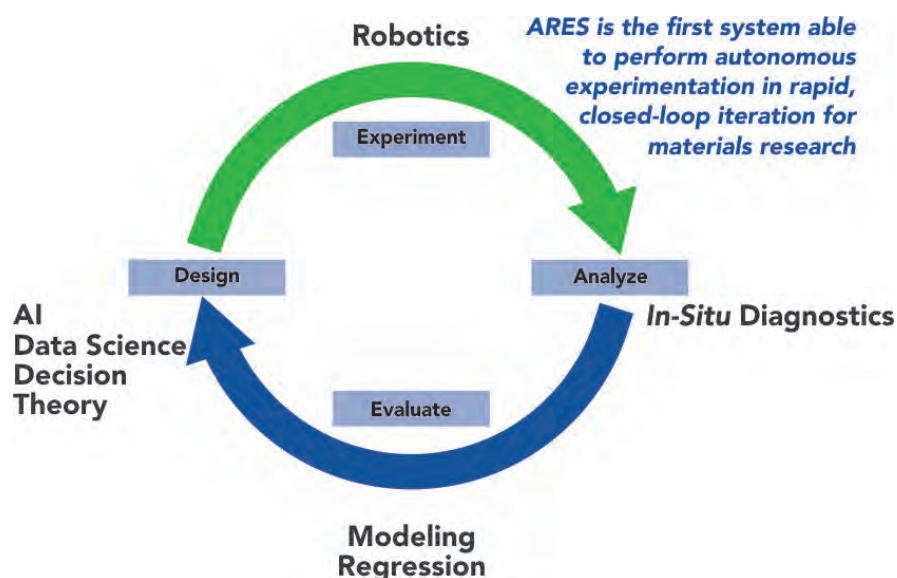 Robotics
ARES is the first system able
to perform autonomous
experimentation in rapid,
closed-loop iteration for
materials research
Experiment
Design
Analyze
AI
Data Science
Decision
Theory
In-Situ Diagnostics
Evaluate
Modeling
Regression